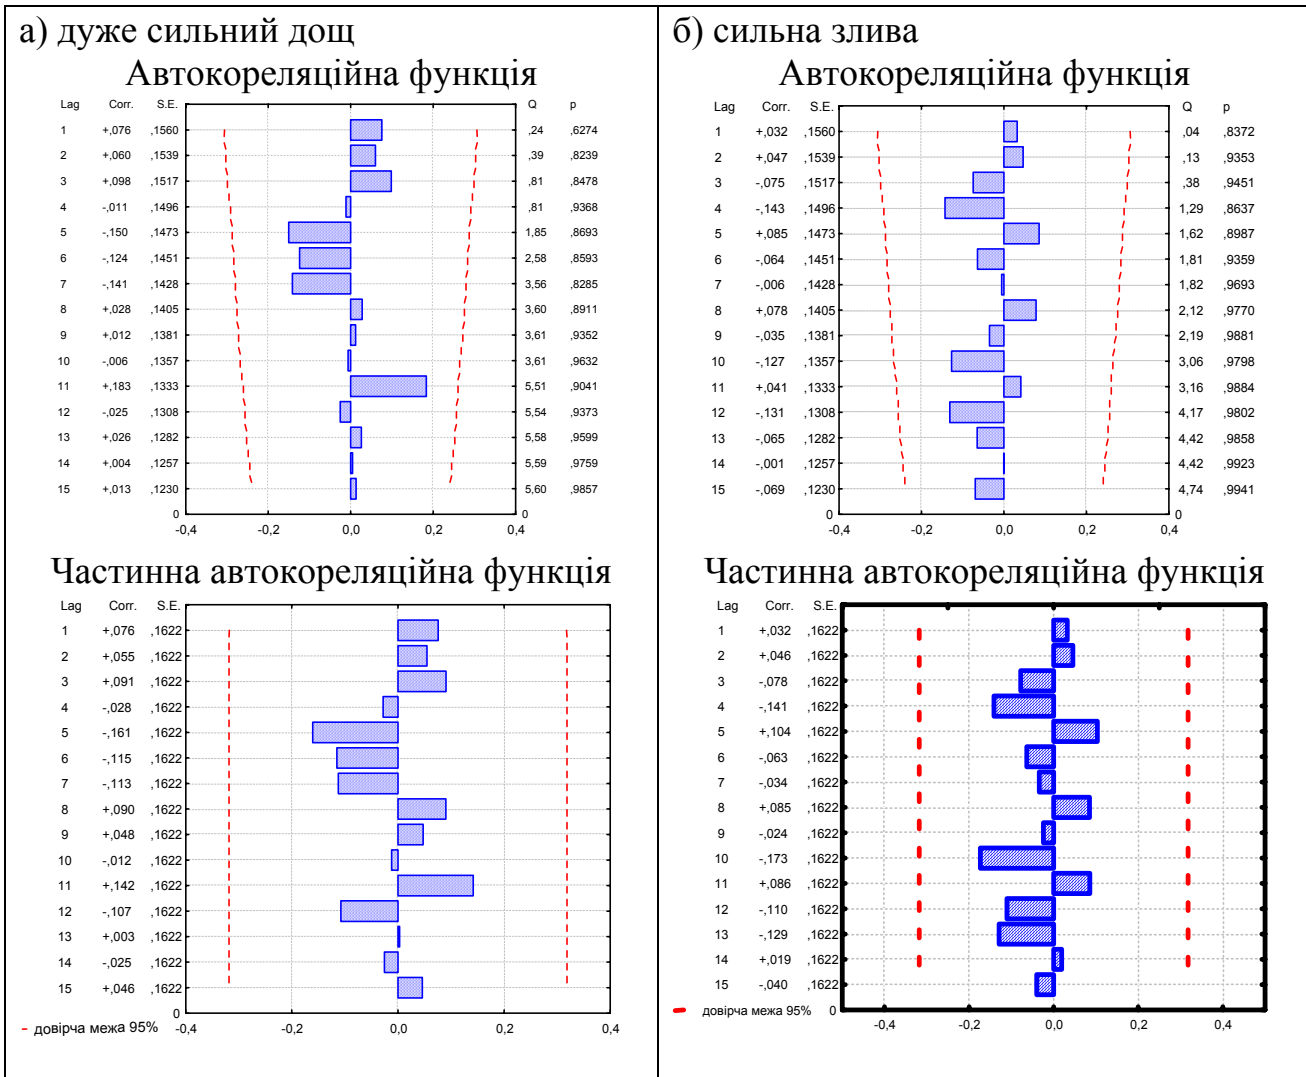 а) дуже сильний дощ
Автокореляційна функція
Lag Corr. S.E. Q p
1 +,076 ,1560 ,24 ,6274
2 +,060 ,1539 ,39 ,8239
3 +,098 ,1517 ,81 ,8478
4 -,011 ,1496 ,81 ,9368
5 -,150 ,1473 1,85 ,8693
6 -,124 ,1451 2,58 ,8593
7 -,141 ,1428 3,56 ,8285
8 +,028 ,1405 3,60 ,8911
9 +,012 ,1381 3,61 ,9352
10 -,006 ,1357 3,61 ,9632
11 +,183 ,1333 5,51 ,9041
12 -,025 ,1308 5,54 ,9373
13 +,026 ,1282 5,58 ,9599
14 +,004 ,1257 5,59 ,9759
15 +,013 ,1230 5,60 ,9857
0 0
-0,4 -0,2 0,0 0,2 0,4
Частинна автокореляційна функція
Lag Corr. S.E.
1 +,076 ,1622
2 +,055 ,1622
3 +,091 ,1622
4 -,028 ,1622
5 -,161 ,1622
6 -,115 ,1622
7 -,113 ,1622
8 +,090 ,1622
9 +,048 ,1622
10 -,012 ,1622
11 +,142 ,1622
12 -,107 ,1622
13 +,003 ,1622
14 -,025 ,1622
15 +,046 ,1622
0
-0,4 -0,2 0,0 0,2 0,4
довірча межа 95%
б) сильна злива
Автокореляційна функція
Lag Corr. S.E. Q p
1 +,032 ,1560 ,04 ,8372
2 +,047 ,1539 ,13 ,9353
3 -,075 ,1517 ,38 ,9451
4 -,143 ,1496 1,29 ,8637
5 +,085 ,1473 1,62 ,8987
6 -,064 ,1451 1,81 ,9359
7 -,006 ,1428 1,82 ,9693
8 +,078 ,1405 2,12 ,9770
9 -,035 ,1381 2,19 ,9881
10 -,127 ,1357 3,06 ,9798
11 +,041 ,1333 3,16 ,9884
12 -,131 ,1308 4,17 ,9802
13 -,065 ,1282 4,42 ,9858
14 -,001 ,1257 4,42 ,9923
15 -,069 ,1230 4,74 ,9941
0 0
-0,4 -0,2 0,0 0,2 0,4
Частинна автокореляційна функція
Lag Corr. S.E.
1 +,032 ,1622
2 +,046 ,1622
3 -,078 ,1622
4 -,141 ,1622
5 +,104 ,1622
6 -,063 ,1622
7 -,034 ,1622
8 +,085 ,1622
9 -,024 ,1622
10 -,173 ,1622
11 +,086 ,1622
12 -,110 ,1622
13 -,129 ,1622
14 +,019 ,1622
15 -,040 ,1622
0
-0,4 -0,2 0,0 0,2 0,4
довірча межа 95%